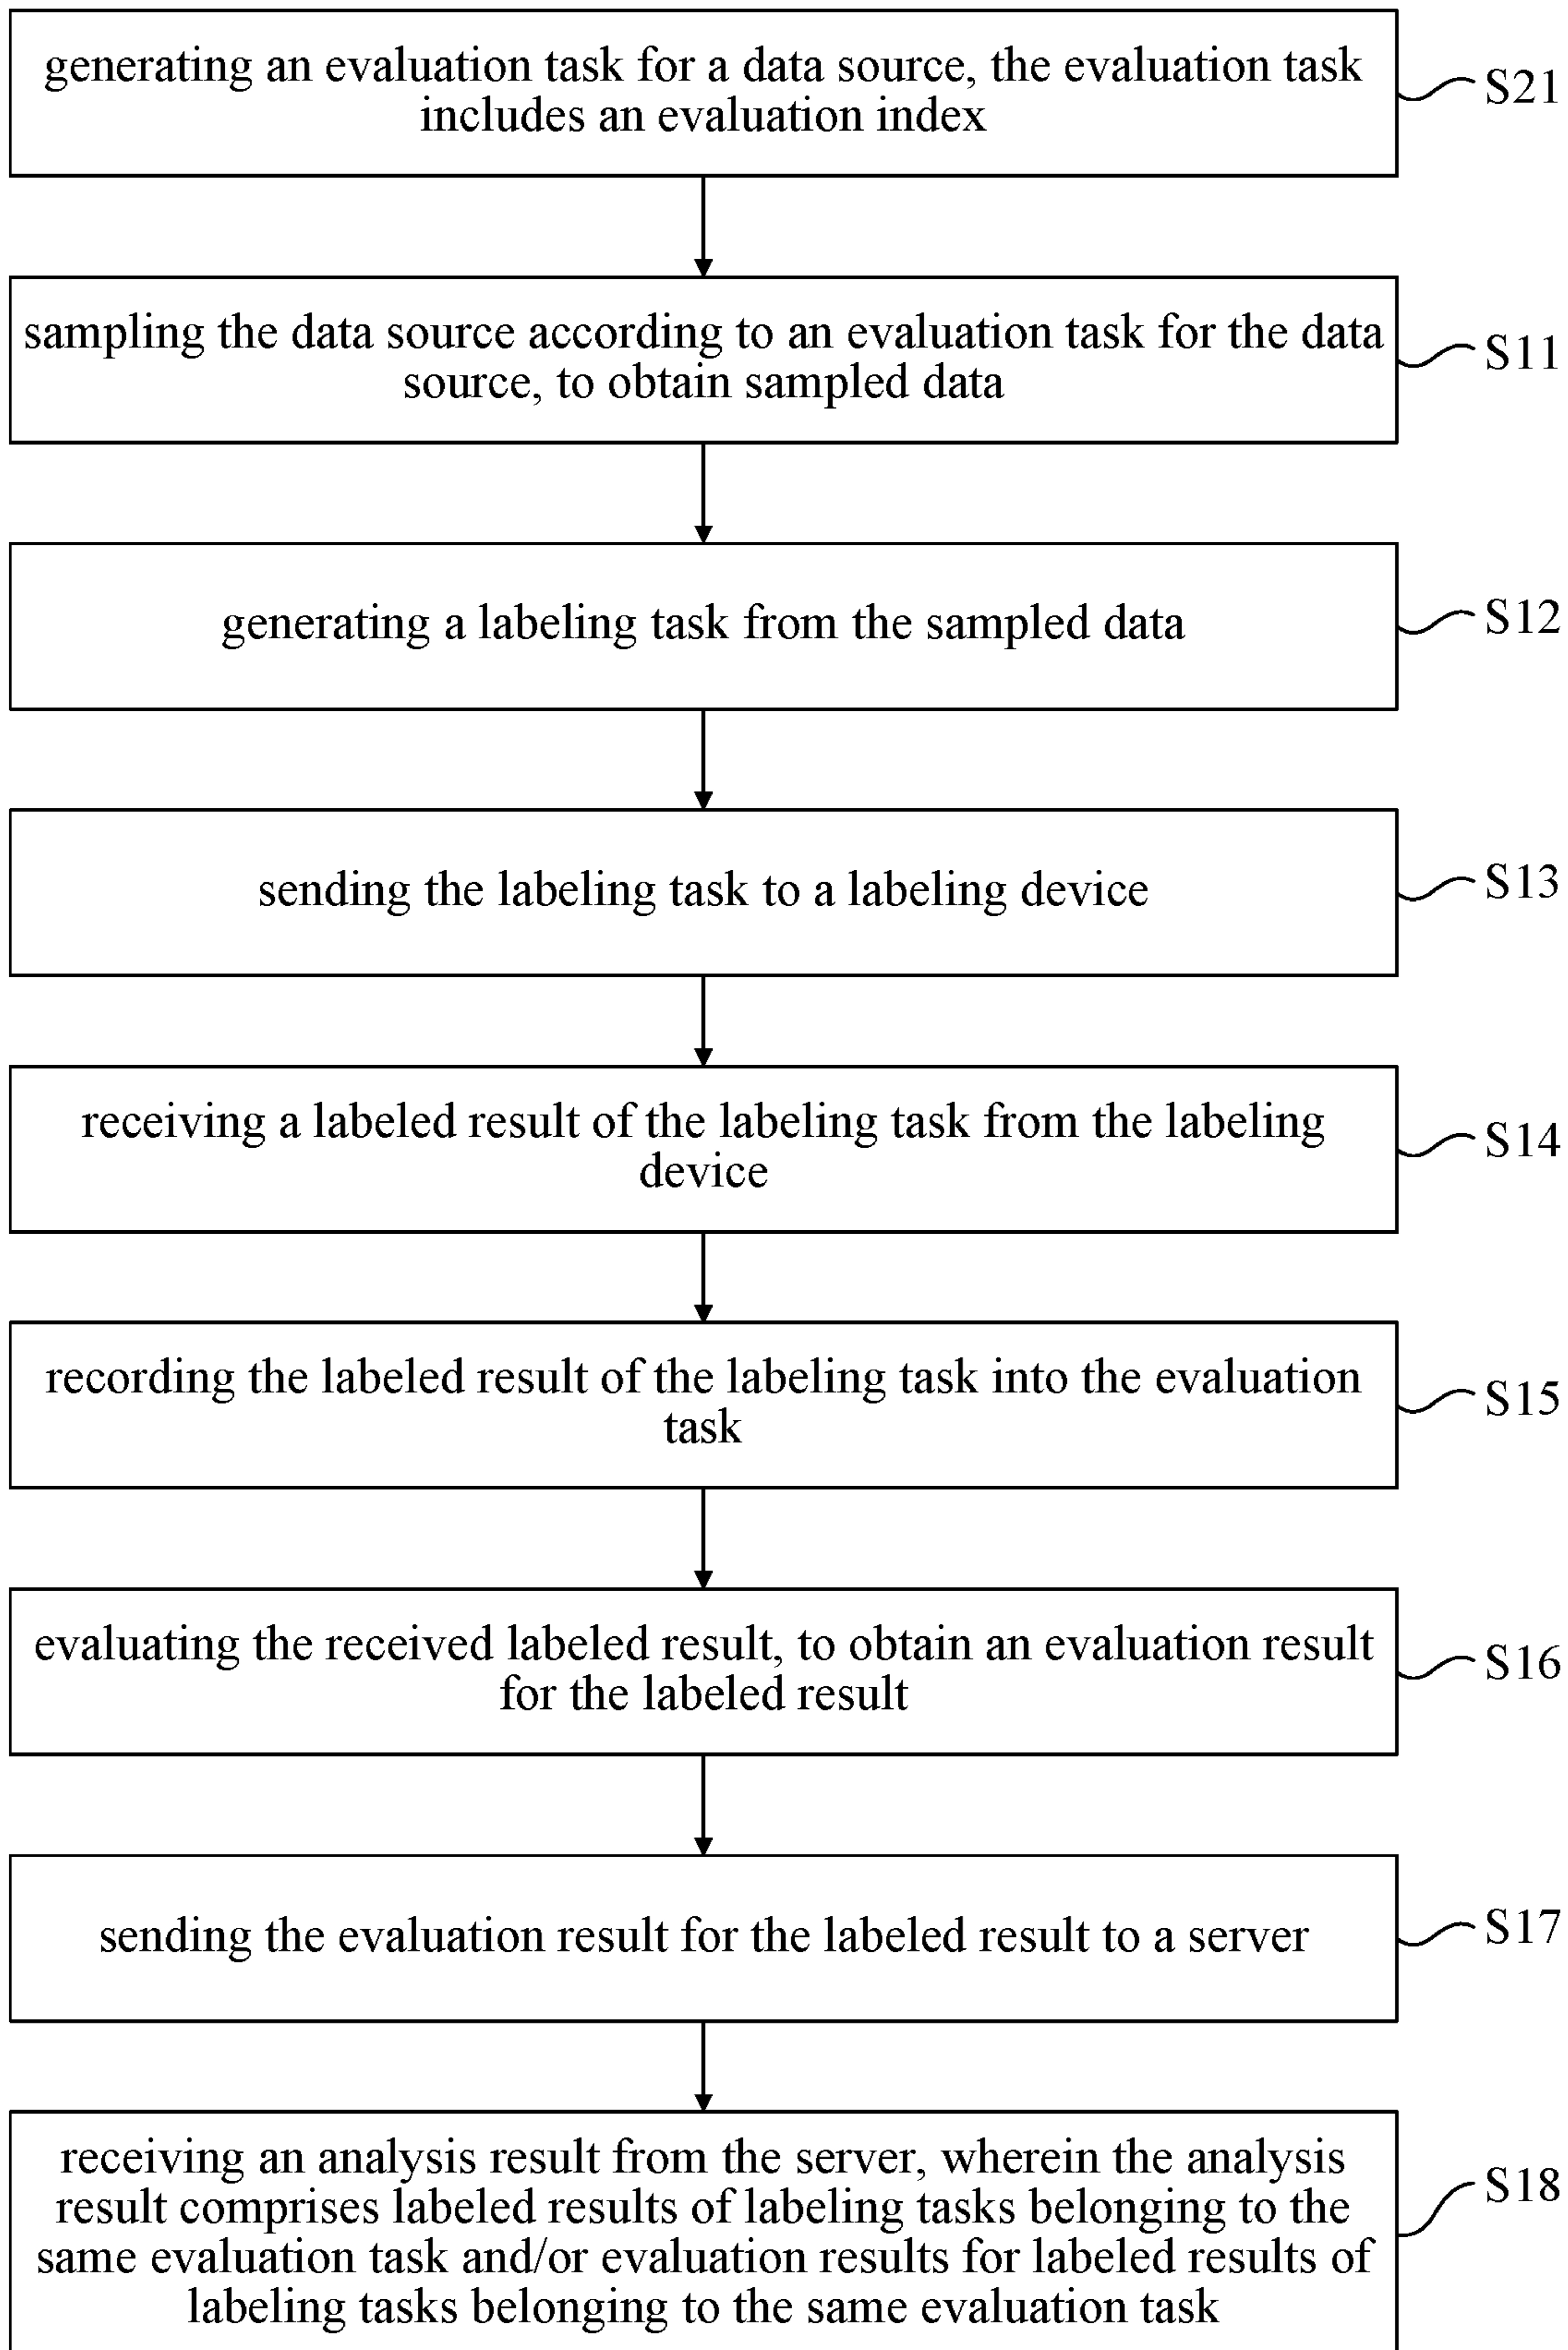 generating an evaluation task for a data source, the evaluation task
includes an evaluation index
S21
sampling the data source according to an evaluation task for the data
source, to obtain sampled data
S11
generating a labeling task from the sampled data
S12
sending the labeling task to a labeling device
S13
receiving a labeled result of the labeling task from the labeling
device
S14
recording the labeled result of the labeling task into the evaluation
task
S15
evaluating the received labeled result, to obtain an evaluation result
for the labeled result
S16
sending the evaluation result for the labeled result to a server
S17
receiving an analysis result from the server, wherein the analysis
result comprises labeled results of labeling tasks belonging to the
same evaluation task and/or evaluation results for labeled results of
labeling tasks belonging to the same evaluation task
S18